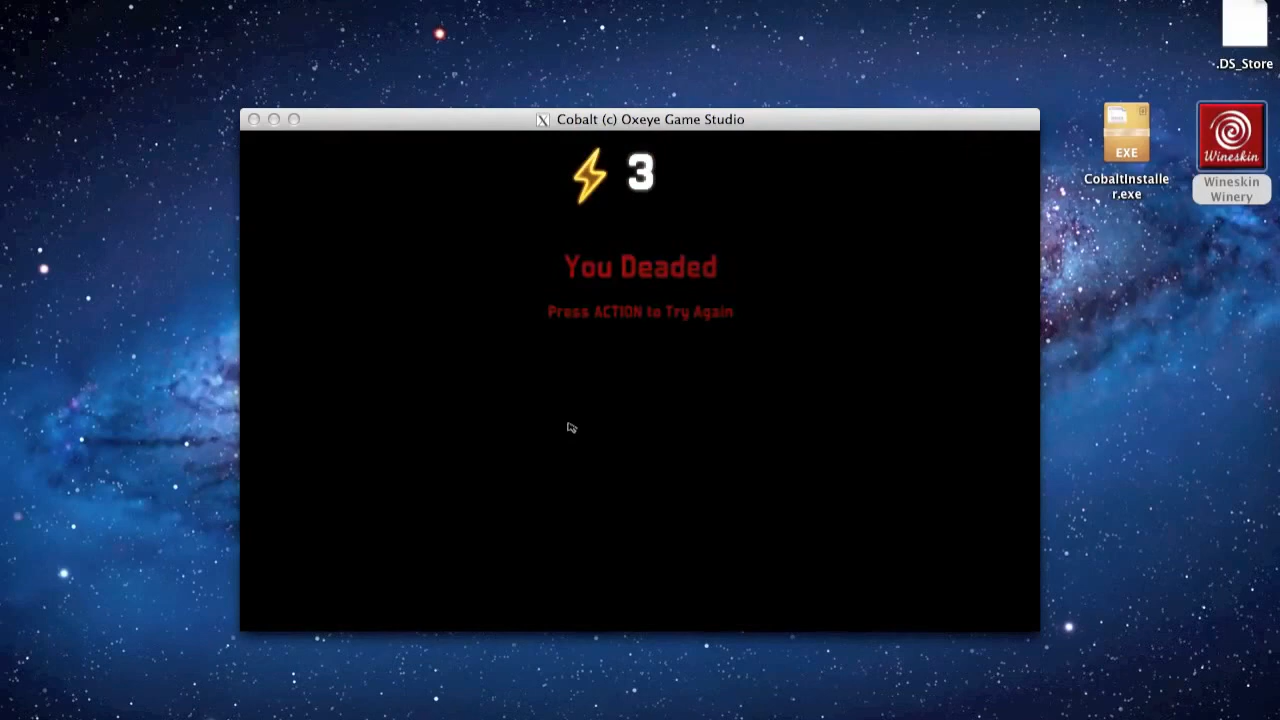 .DS_Store
Cobalt (c) Oxeye Game Studio
EXE
Wineskin
CobaltInstalle
r.exe
Wineskin
Winery
3
You Deaded
Press ACTION to Try Again